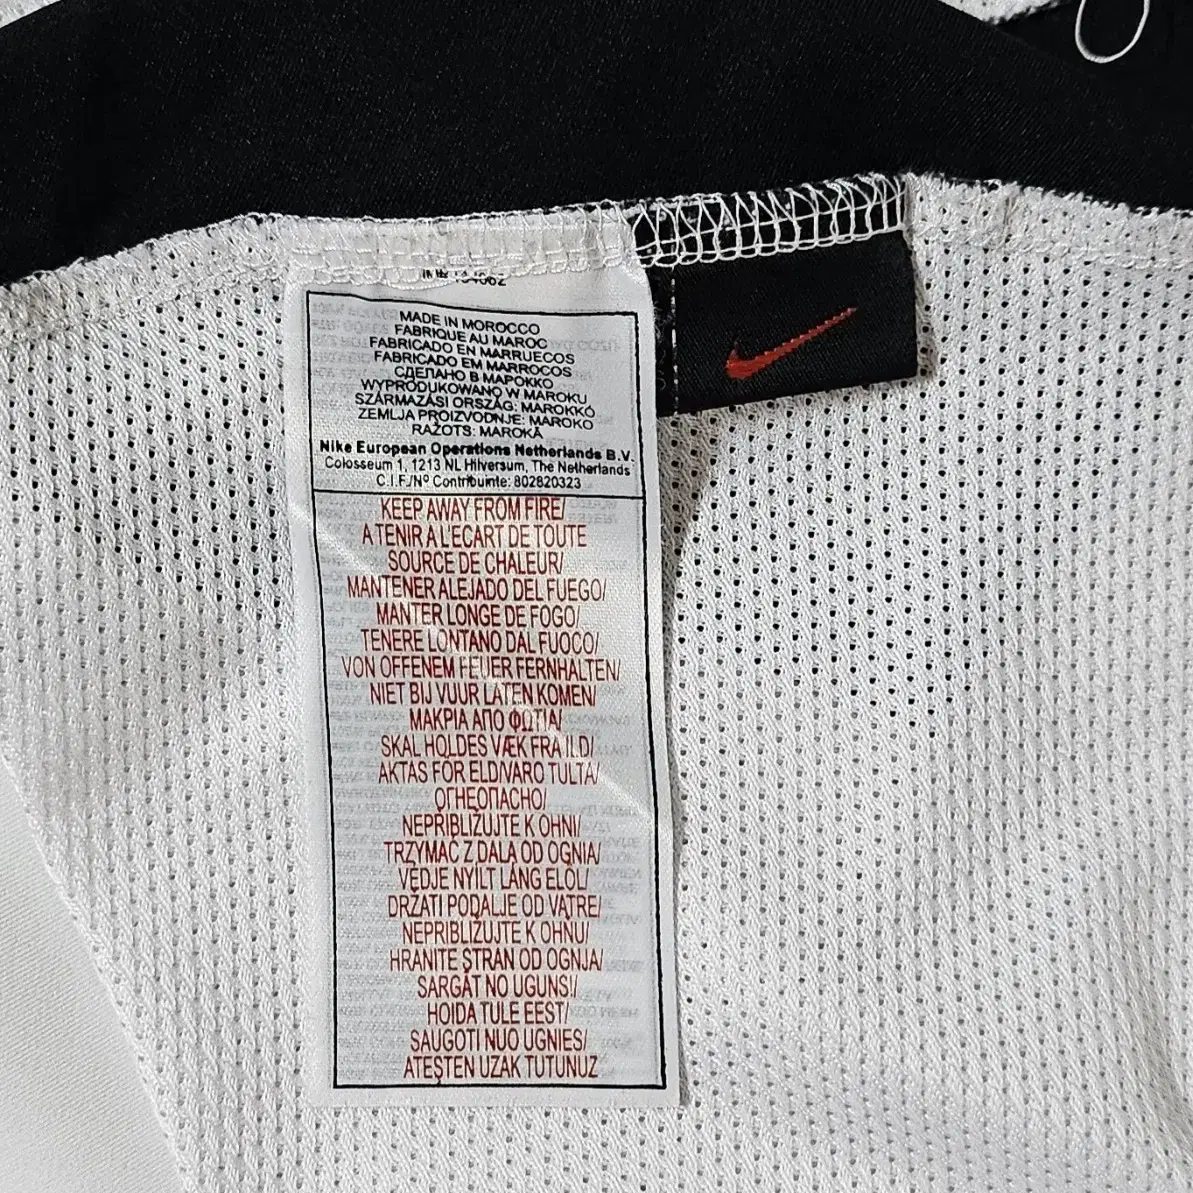 MADE IN MOROCCO
FABRIQUE AU MAROC
FABRICADO EN MARRUECOS
FABRICADO EM MARROCOS
СДЕЛАНО В МАРОККО
WYPRODUKOWANO W MAROKU
SZÁRMAZÁSI ORSZÁG: MAROKKÓ
ZEMLJA PROIZVODNJE: MAROKO
RAŽOTS: MAROKĀ
Nike European Operations Netherlands B.V.
Colosseum 1, 1213 NL Hilversum, The Netherlands
C.I.F./Nº Contribuinte: 802820323
KEEP AWAY FROM FIRE/
A TENIR A L'ECART DE TOUTE
SOURCE DE CHALEUR/
MANTENER ALEJADO DEL FUEGO/
MANTER LONGE DE FOGO/
TENERE LONTANO DAL FUOCO/
VON OFFENEM FEUER FERNHALTEN/
NIET BIJ VUUR LATEN KOMEN/
ΜΑΚΡΙΑ ΑΠΟ ΦΩΤΙΑ/
SKAL HOLDES VÆK FRA ILD/
AKTAS FÖR ELD/VARO TULTA/
ОГНЕОПАСНО/
NEPŘIBLIŽUJTE K OHNI/
TRZYMAĆ Z DALA OD OGNIA/
VÉDJE NYÍLT LÁNG ELŐL/
DRŽATI PODALJE OD VATRE/
NEPRIBLIŽUJTE K OHŇU/
HRANITE STRAN OD OGNJA/
SARGĀT NO UGUNS!/
HOIDA TULE EEST/
SAUGOTI NUO UGNIES/
ATEŞTEN UZAK TUTUNUZ